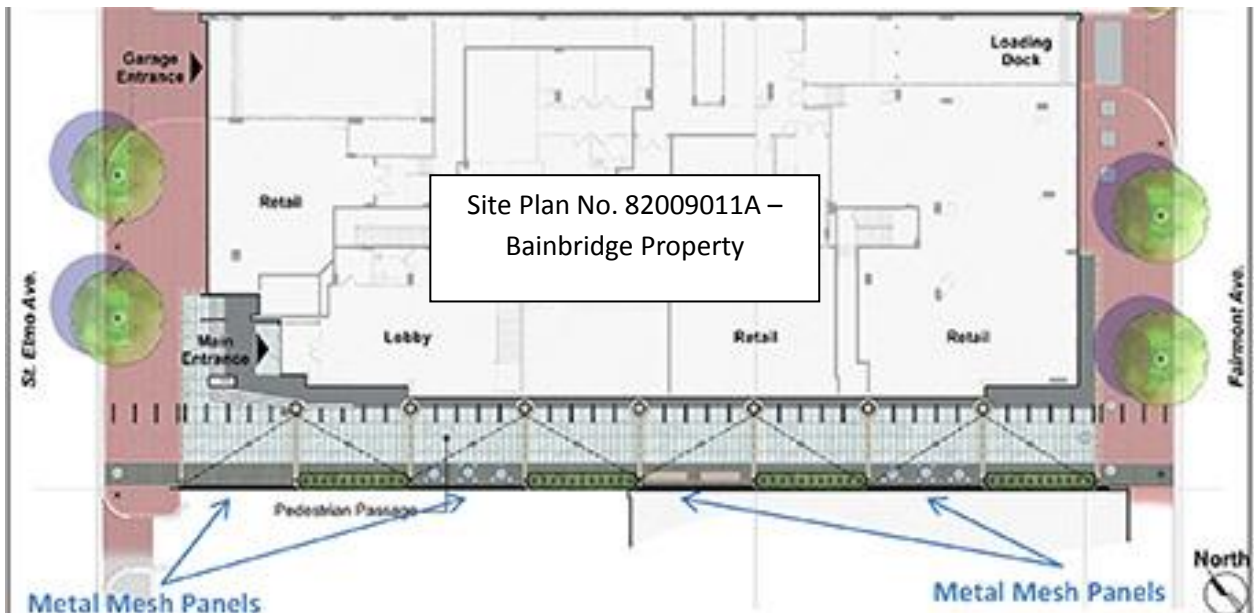 Garage
Entrance
Loading
Dock
Retail
Site Plan No. 82009011A –
Bainbridge Property
St. Elmo Ave.
Fairmont Ave.
Main
Entrance
Lobby
Retail
Retail
Pedestrian Passage
Metal Mesh Panels
Metal Mesh Panels
North